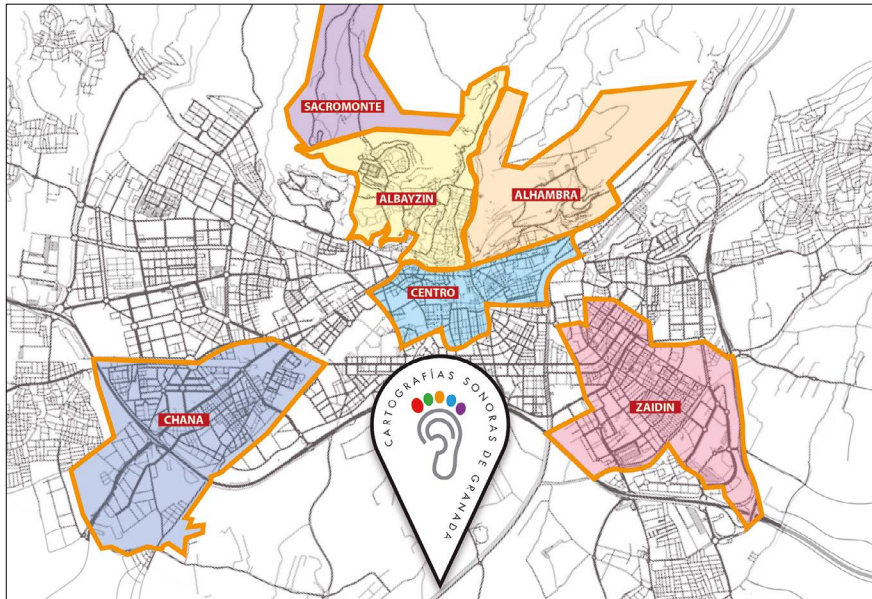 SACROMONTE
ALBAYZIN
ALHAMBRA
CENTRO
CHANA
ZAIDIN
CARTOGRAFÍAS SONORAS DE GRANADA